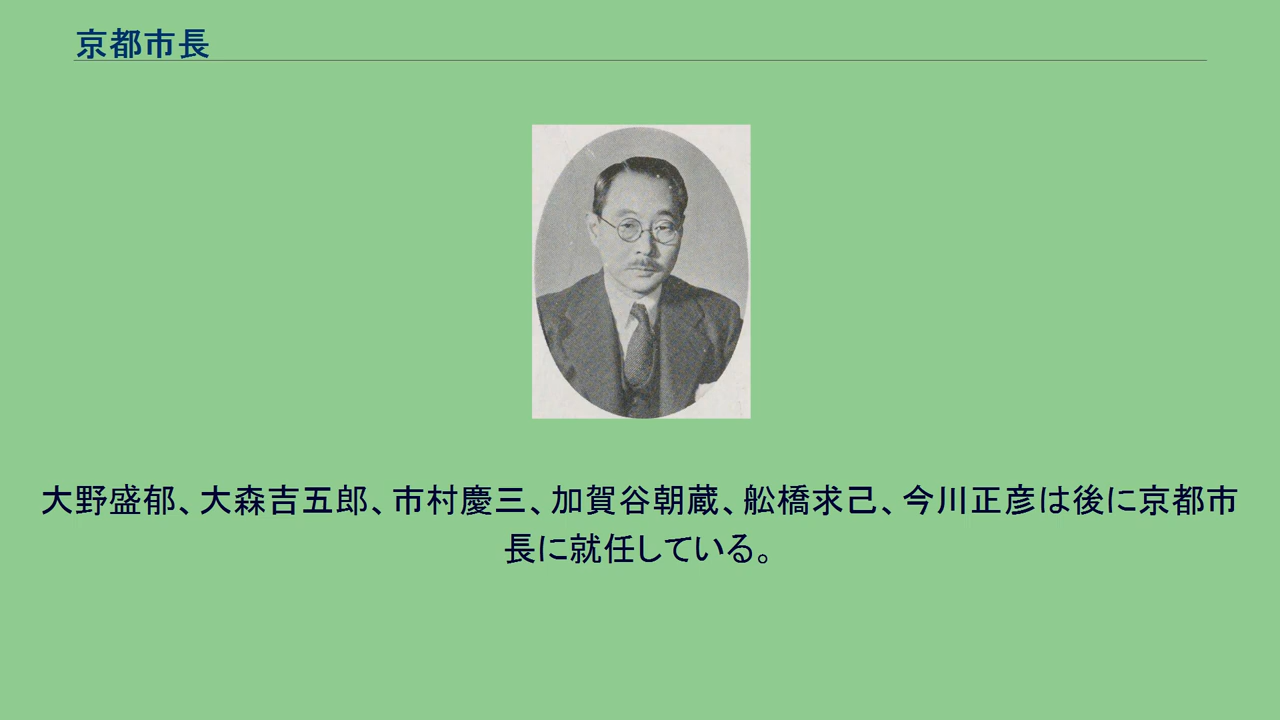 京都市長
大野盛郁、大森吉五郎、市村慶三、加賀谷朝蔵、舩橋求己、今川正彦は後に京都市
長に就任している。